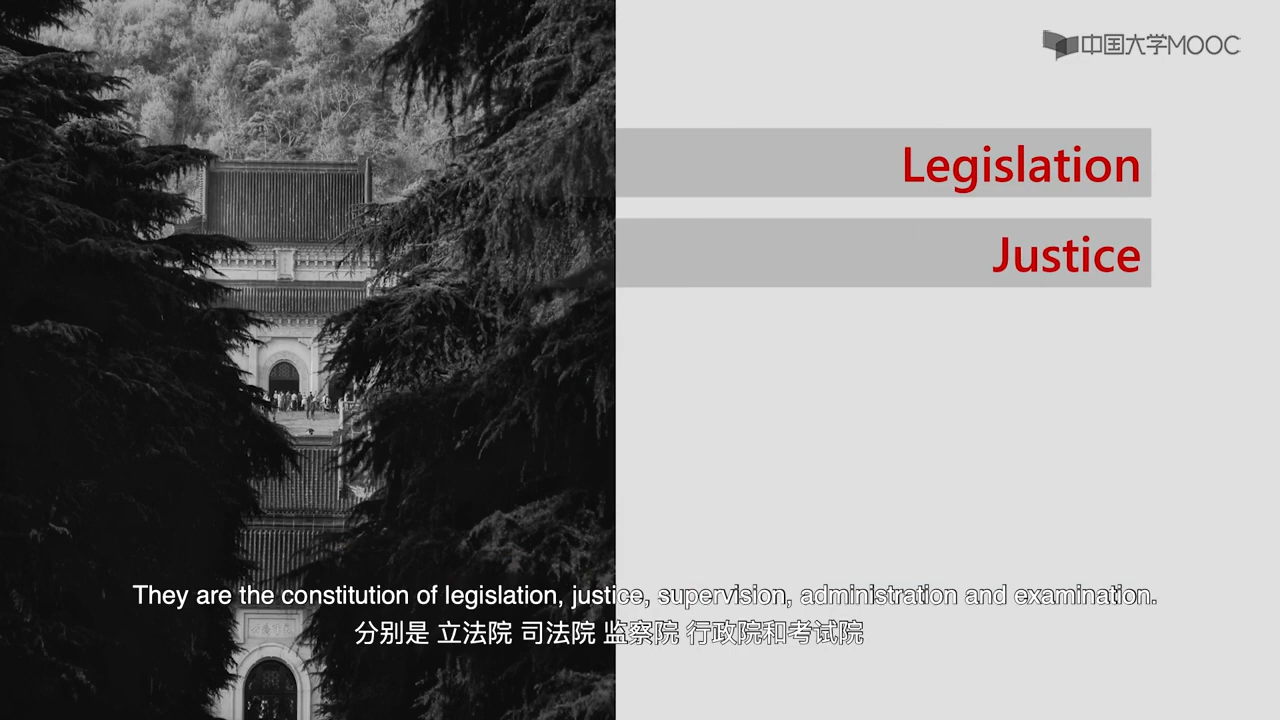 中国大学MOOC
Legislation
Justice
They are the constitution of legislation, justice, supervision, administration and examination.
分别是 立法院 司法院 监察院 行政院和考试院